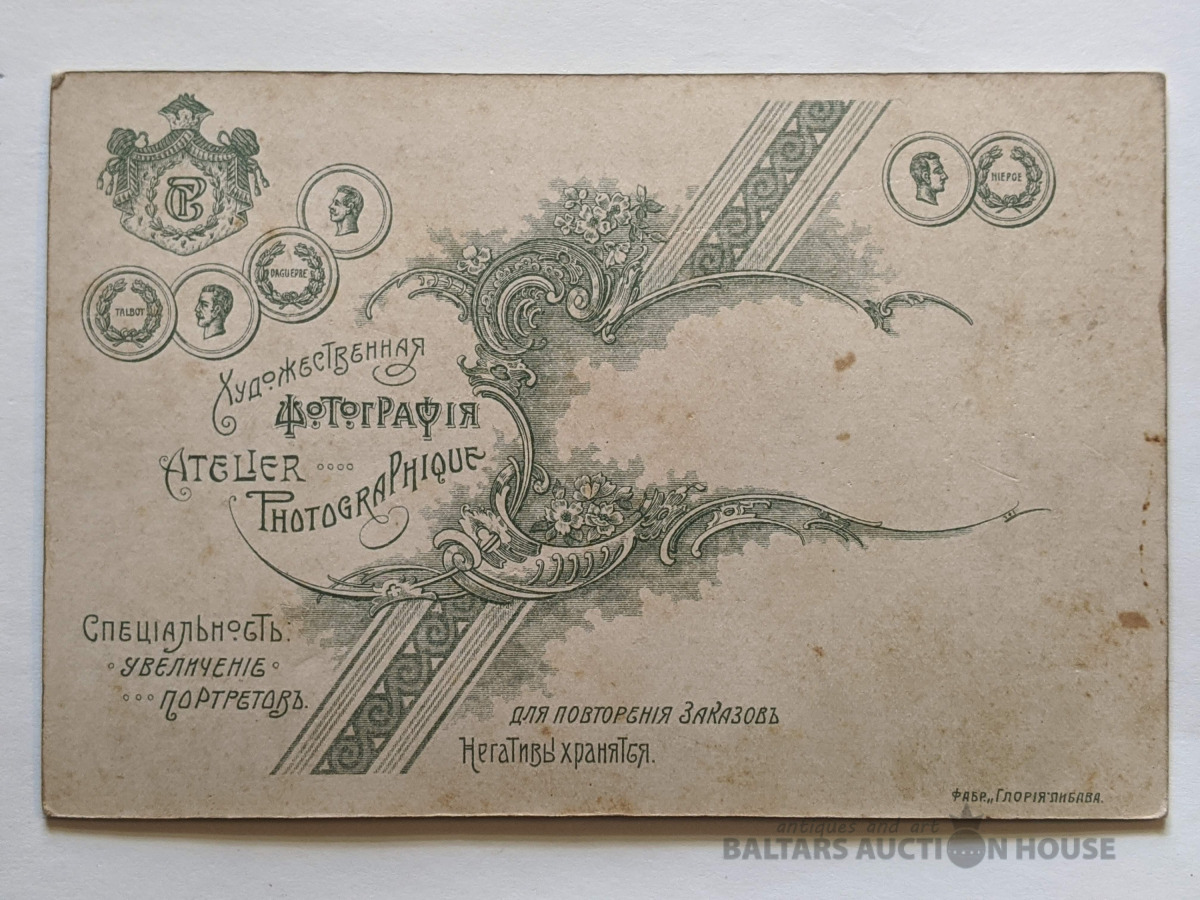 TALBOT
DAGUERRE
NIEPCE
Художественная
Фотографія
ATELIER
PHOTOGRAPHIQUE
Спеціальность:
увеличеніе
портретовъ.
для повторенія Заказовъ
Негативы хранятся.
Фабр. „Глорія" Либава.
antiques and art
BALTARS AUCTION HOUSE